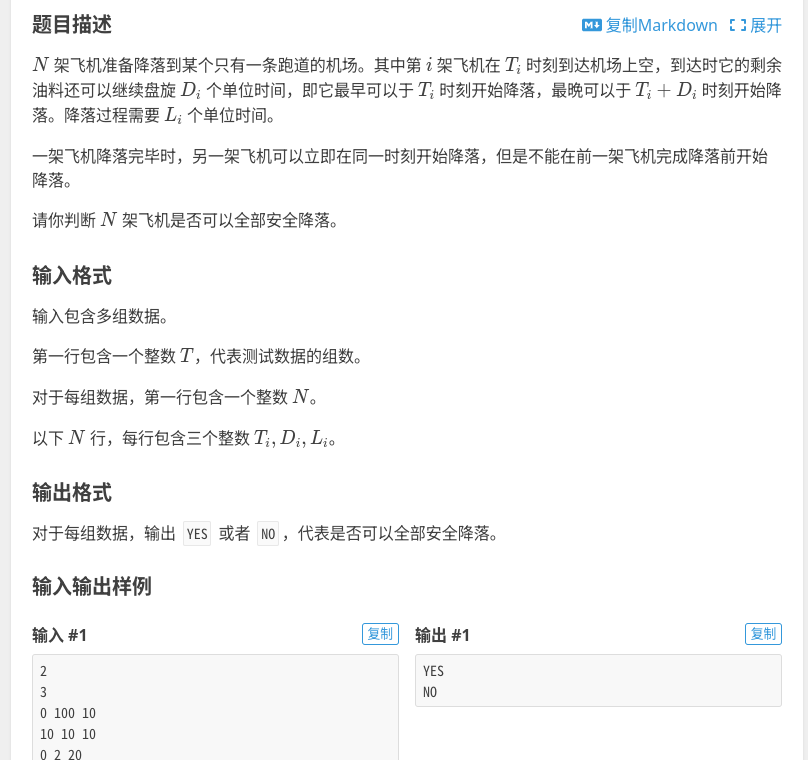 题目描述
复制Markdown 展开
N 架飞机准备降落到某个只有一条跑道的机场。其中第 i 架飞机在 T_i 时刻到达机场上空，到达时它的剩余
油料还可以继续盘旋 D_i 个单位时间，即它最早可以于 T_i 时刻开始降落，最晚可以于 T_i + D_i 时刻开始降
落。降落过程需要 L_i 个单位时间。
一架飞机降落完毕时，另一架飞机可以立即在同一时刻开始降落，但是不能在前一架飞机完成降落前开始
降落。
请你判断 N 架飞机是否可以全部安全降落。
输入格式
输入包含多组数据。
第一行包含一个整数 T，代表测试数据的组数。
对于每组数据，第一行包含一个整数 N。
以下 N 行，每行包含三个整数 T_i, D_i, L_i。
输出格式
对于每组数据，输出 YES 或者 NO，代表是否可以全部安全降落。
输入输出样例
输入 #1
复制
2
3
0 100 10
10 10 10
0 2 20
输出 #1
复制
YES
NO